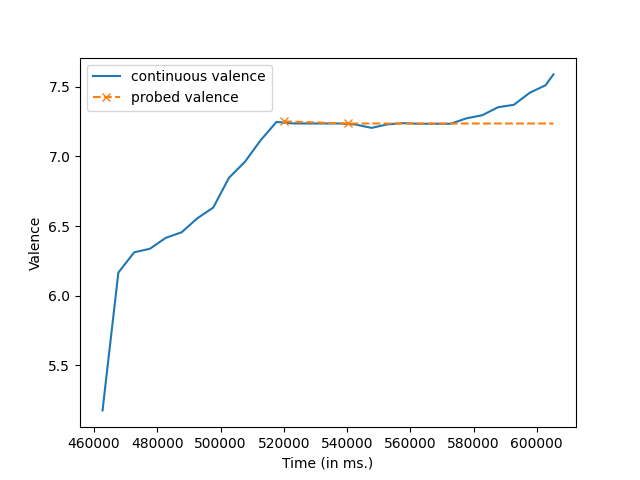 continuous valence
probed valence
7.5
7.0
6.5
6.0
5.5
Valence
460000 480000 500000 520000 540000 560000 580000 600000
Time (in ms.)